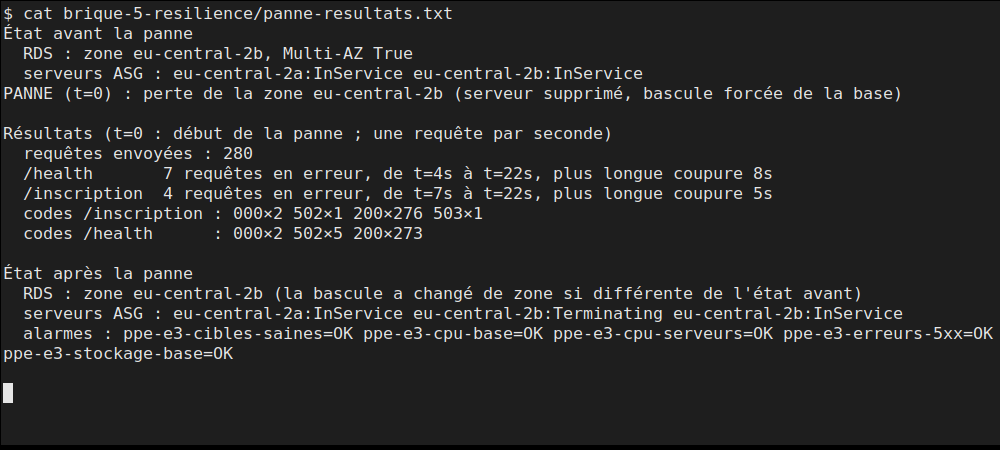 $ cat brique-5-resilience/panne-resultats.txt
État avant la panne
  RDS : zone eu-central-2b, Multi-AZ True
  serveurs ASG : eu-central-2a:InService eu-central-2b:InService
PANNE (t=0) : perte de la zone eu-central-2b (serveur supprimé, bascule forcée de la base)

Résultats (t=0 : début de la panne ; une requête par seconde)
  requêtes envoyées : 280
  /health       7 requêtes en erreur, de t=4s à t=22s, plus longue coupure 8s
  /inscription  4 requêtes en erreur, de t=7s à t=22s, plus longue coupure 5s
  codes /inscription : 000×2 502×1 200×276 503×1
  codes /health      : 000×2 502×5 200×273

État après la panne
  RDS : zone eu-central-2b (la bascule a changé de zone si différente de l'état avant)
  serveurs ASG : eu-central-2a:InService eu-central-2b:Terminating eu-central-2b:InService
  alarmes : ppe-e3-cibles-saines=OK ppe-e3-cpu-base=OK ppe-e3-cpu-serveurs=OK ppe-e3-erreurs-5xx=OK
ppe-e3-stockage-base=OK